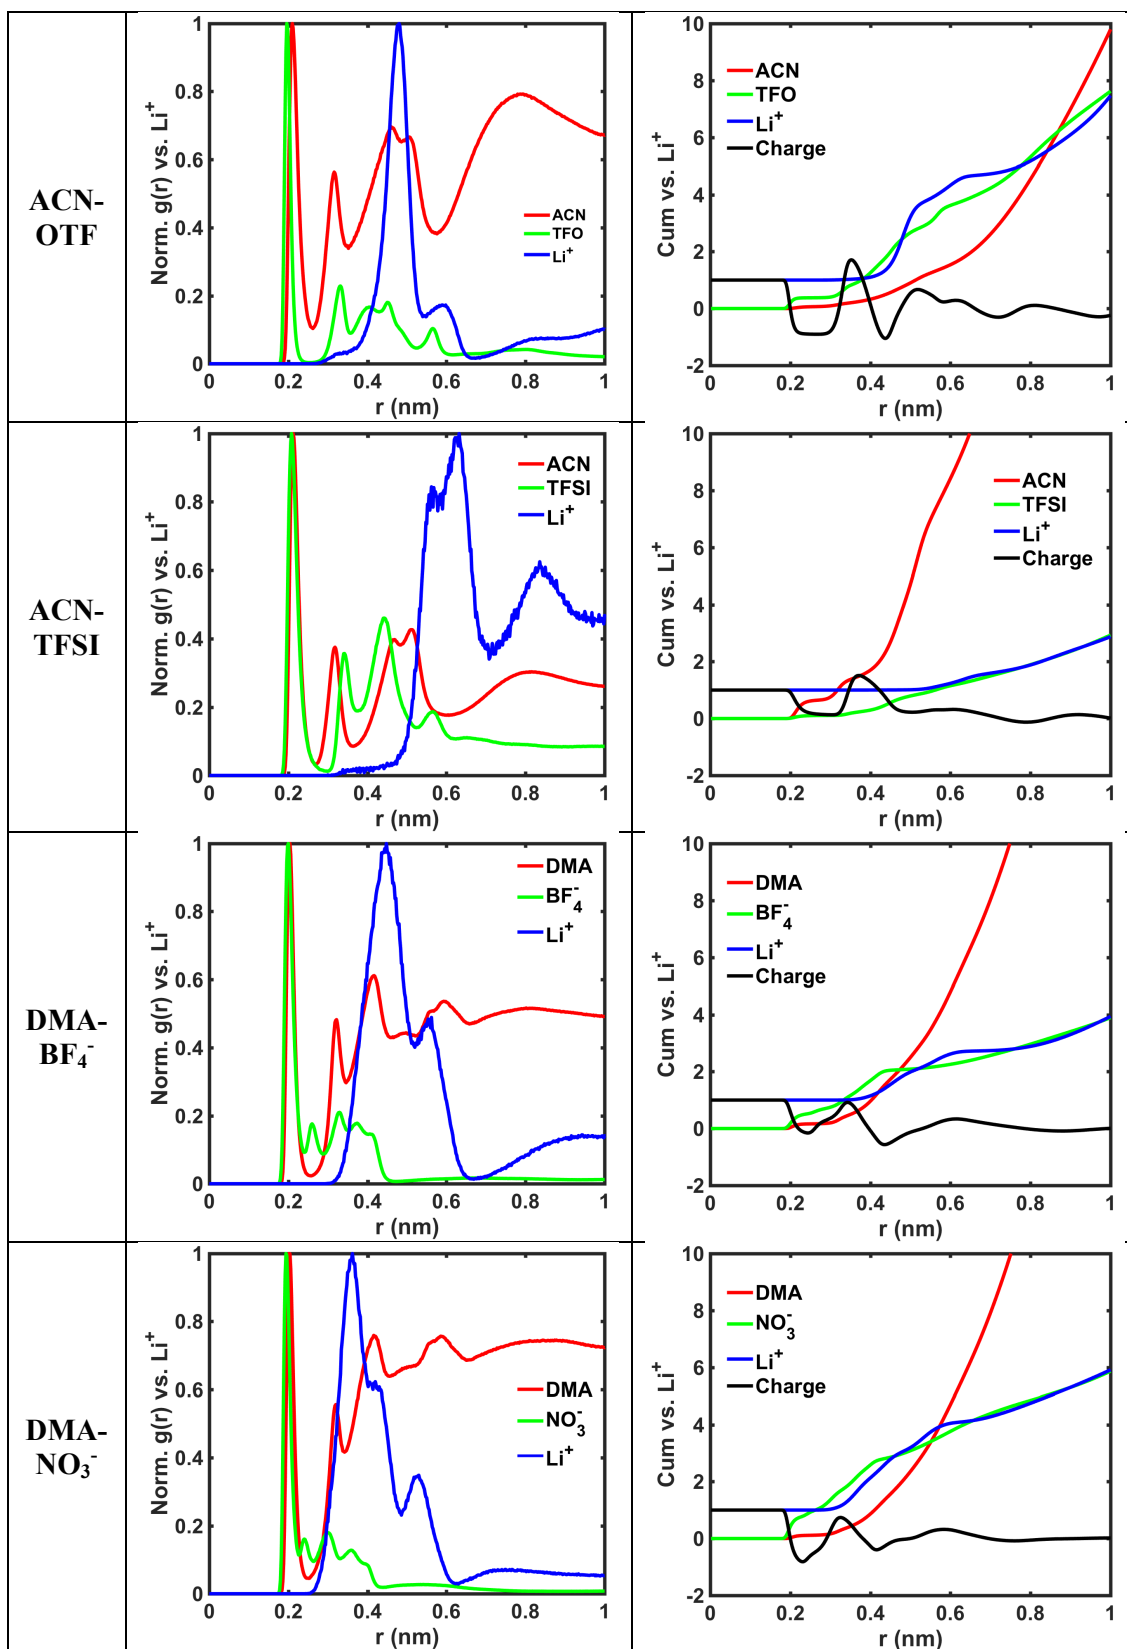 ACN-
OTF
Norm. g(r) vs. Li⁺
1
0.8
0.6
0.4
0.2
0
ACN
TFO
Li⁺
0 0.2 0.4 0.6 0.8 1
r (nm)
Cum vs. Li⁺
10
8
6
4
2
0
-2
ACN
TFO
Li⁺
Charge
0 0.2 0.4 0.6 0.8 1
r (nm)
ACN-
TFSI
Norm. g(r) vs. Li⁺
1
0.8
0.6
0.4
0.2
0
ACN
TFSI
Li⁺
0 0.2 0.4 0.6 0.8 1
r (nm)
Cum vs. Li⁺
10
8
6
4
2
0
-2
ACN
TFSI
Li⁺
Charge
0 0.2 0.4 0.6 0.8 1
r (nm)
DMA-
BF₄⁻
Norm. g(r) vs. Li⁺
1
0.8
0.6
0.4
0.2
0
DMA
BF₄⁻
Li⁺
0 0.2 0.4 0.6 0.8 1
r (nm)
Cum vs. Li⁺
10
8
6
4
2
0
-2
DMA
BF₄⁻
Li⁺
Charge
0 0.2 0.4 0.6 0.8 1
r (nm)
DMA-
NO₃⁻
Norm. g(r) vs. Li⁺
1
0.8
0.6
0.4
0.2
0
DMA
NO₃⁻
Li⁺
0 0.2 0.4 0.6 0.8 1
r (nm)
Cum vs. Li⁺
10
8
6
4
2
0
-2
DMA
NO₃⁻
Li⁺
Charge
0 0.2 0.4 0.6 0.8 1
r (nm)